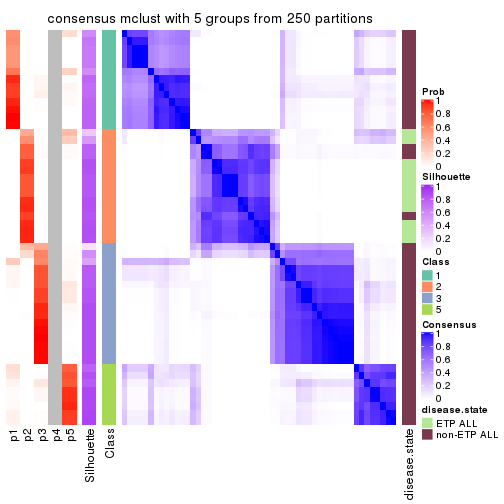 consensus mclust with 5 groups from 250 partitions
Prob
1
0.8
0.6
0.4
0.2
0
Silhouette
1
0.8
0.6
0.4
0.2
0
Class
1
2
3
5
Consensus
1
0.8
0.6
0.4
0.2
0
disease.state
ETP ALL
non-ETP ALL
p1
p2
p3
p4
p5
Silhouette
Class
disease.state